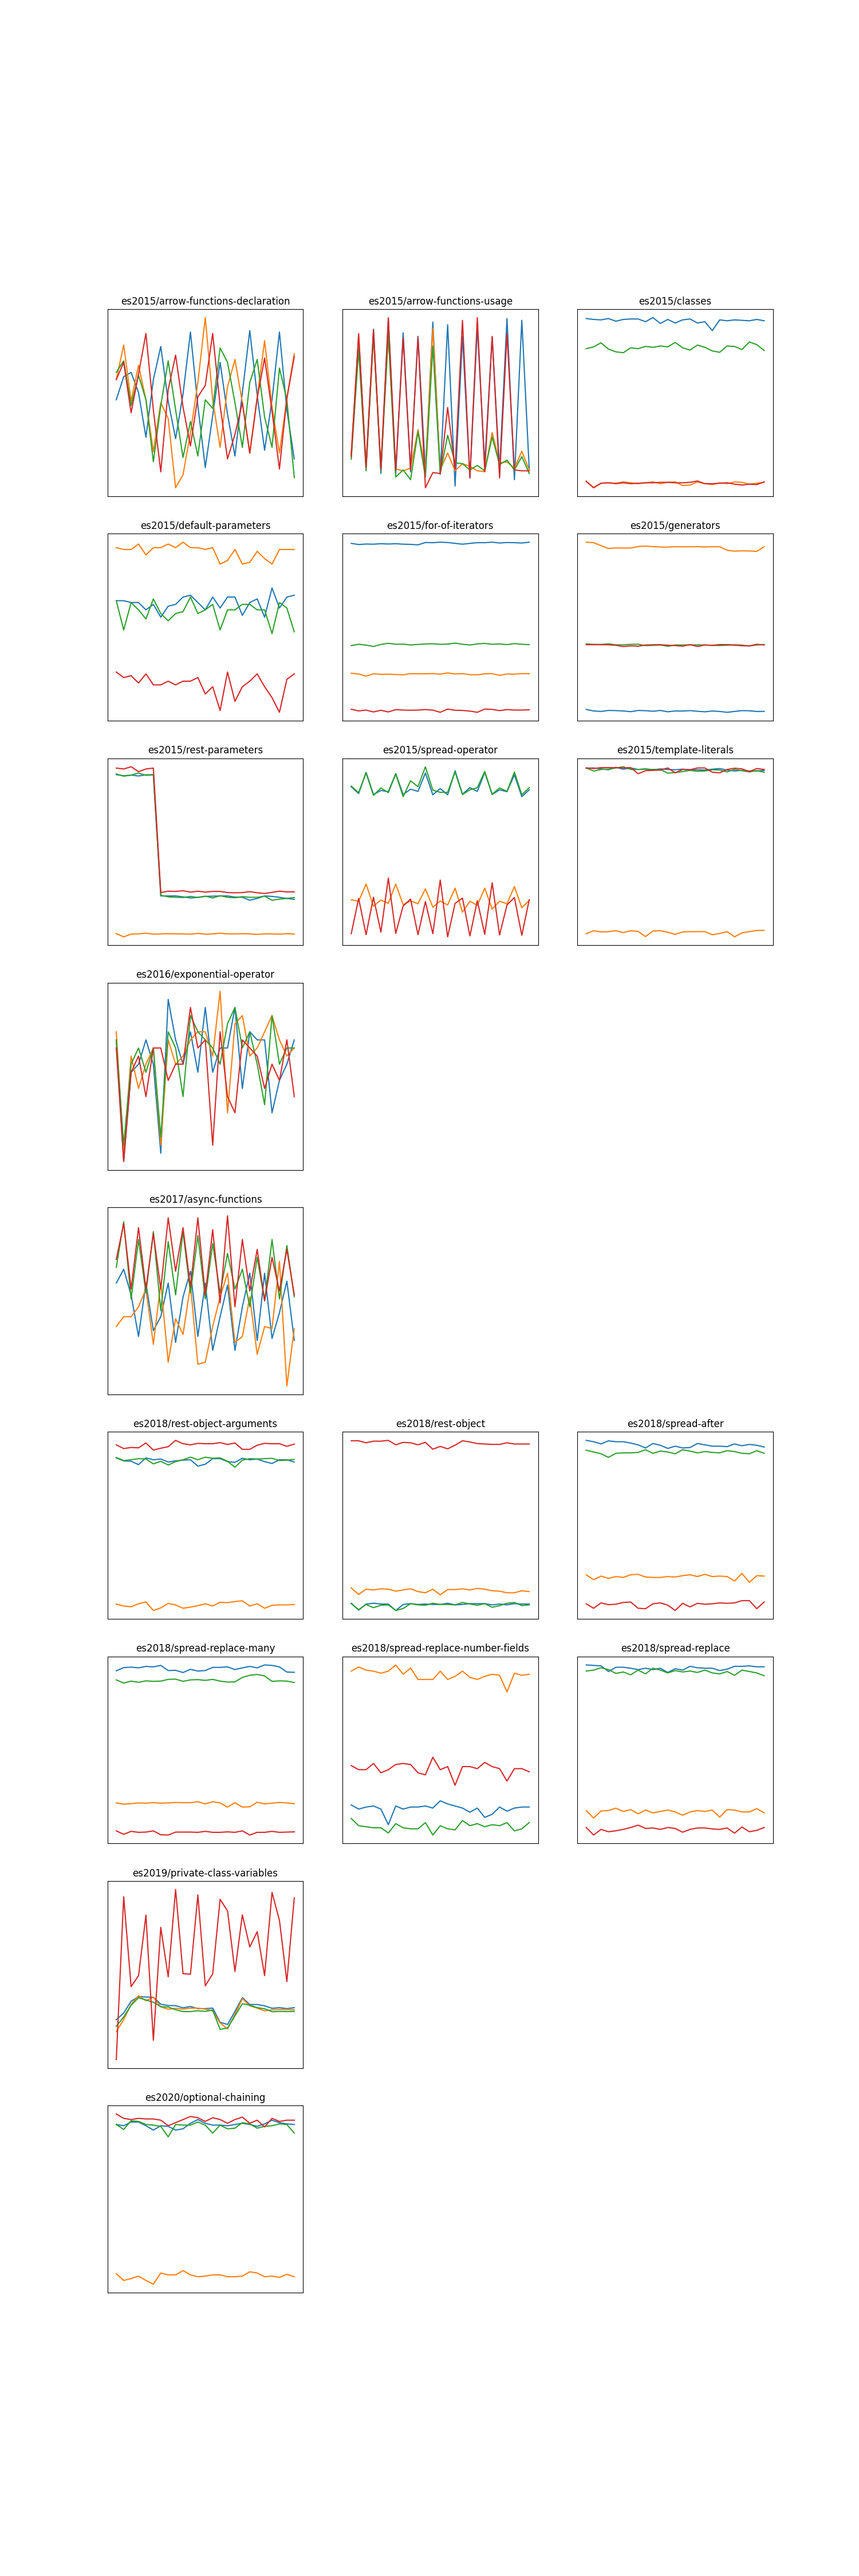 es2015/arrow-functions-declaration
es2015/arrow-functions-usage
es2015/classes
es2015/default-parameters
es2015/for-of-iterators
es2015/generators
es2015/rest-parameters
es2015/spread-operator
es2015/template-literals
es2016/exponential-operator
es2017/async-functions
es2018/rest-object-arguments
es2018/rest-object
es2018/spread-after
es2018/spread-replace-many
es2018/spread-replace-number-fields
es2018/spread-replace
es2019/private-class-variables
es2020/optional-chaining